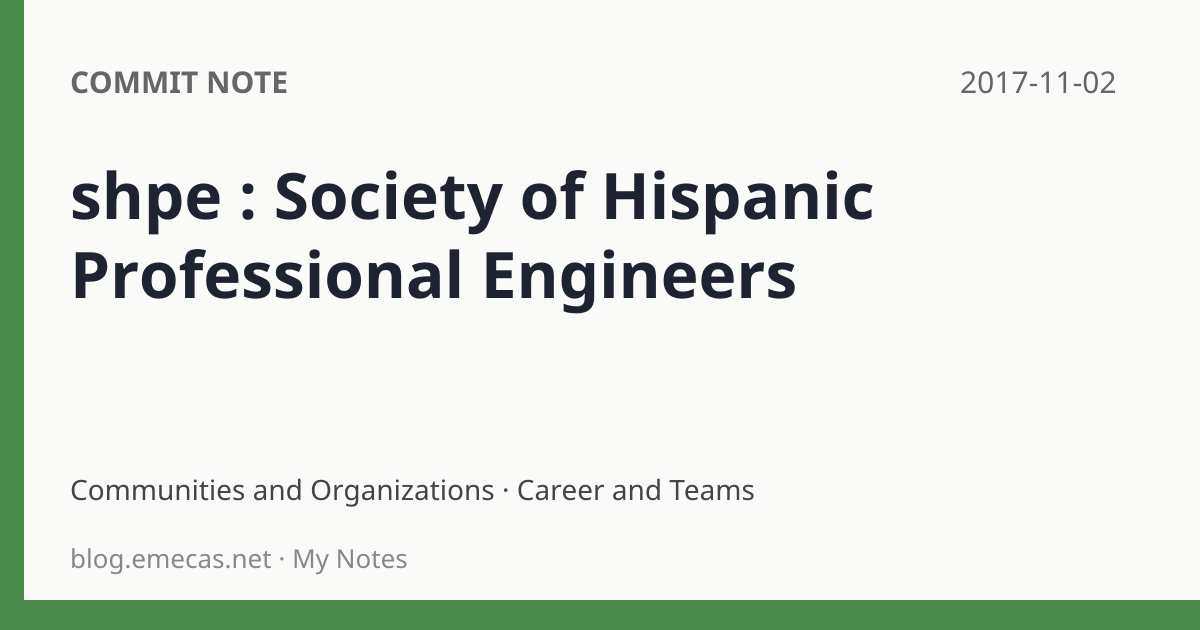 COMMIT NOTE
2017-11-02
shpe : Society of Hispanic
Professional Engineers
Communities and Organizations · Career and Teams
blog.emecas.net · My Notes